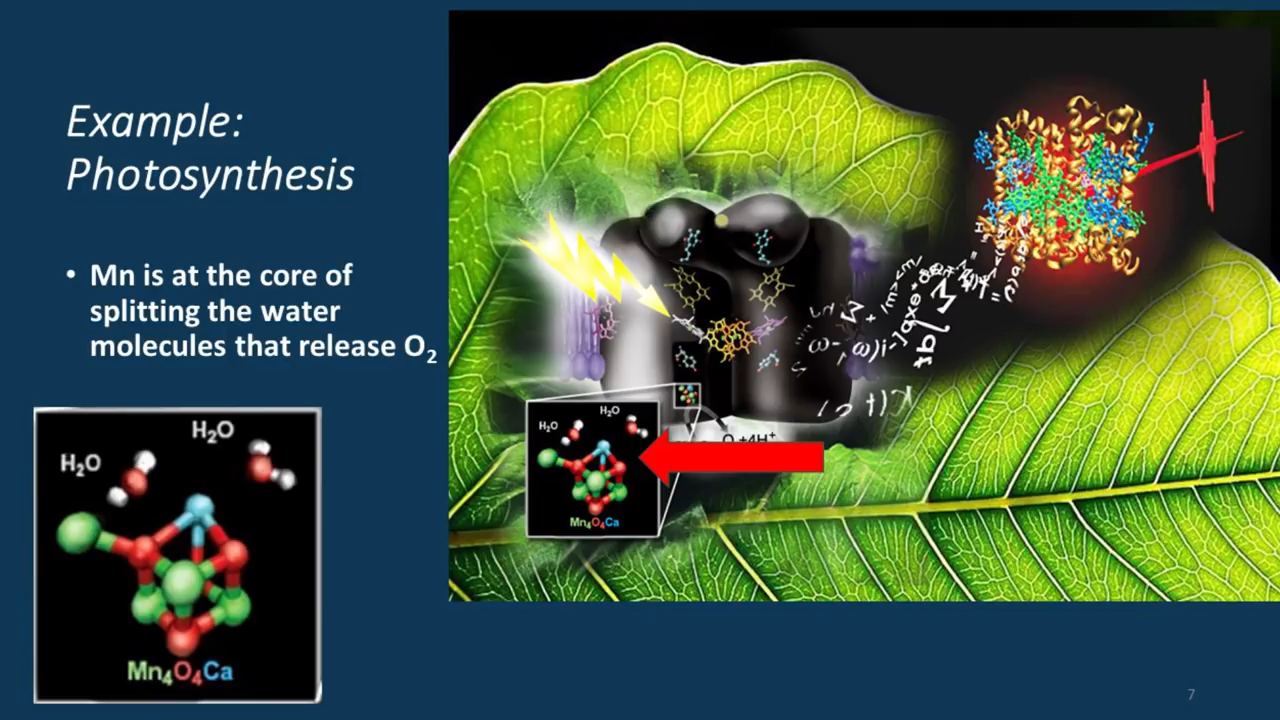 Example:
Photosynthesis
• Mn is at the core of
splitting the water
molecules that release O₂
H₂O
H₂O
Mn₄O₄Ca
H₂O
H₂O
Mn₄O₄Ca
7